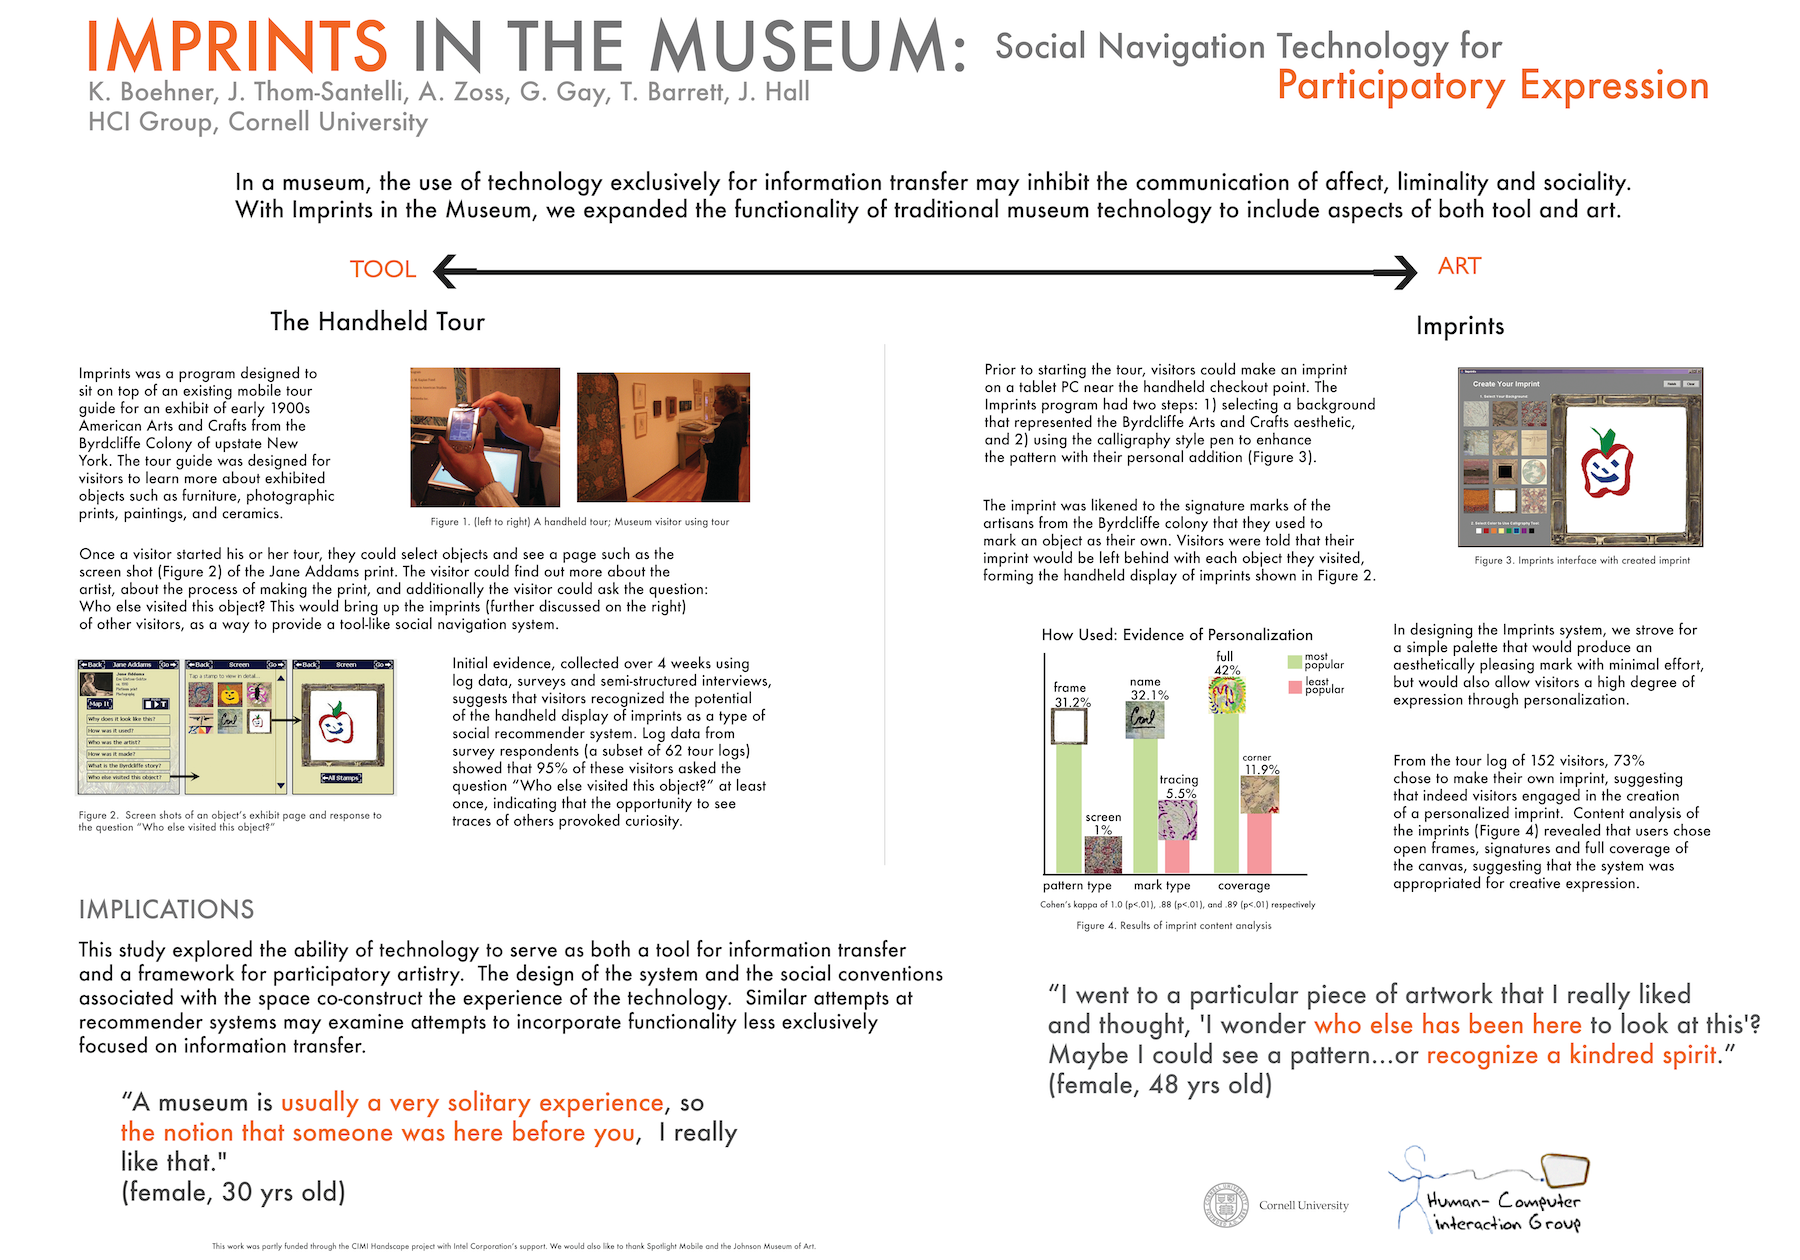 IMPRINTS IN THE MUSEUM: Social Navigation Technology for
Participatory Expression
K. Boehner, J. Thom-Santelli, A. Zoss, G. Gay, T. Barrett, J. Hall
HCI Group, Cornell University
In a museum, the use of technology exclusively for information transfer may inhibit the communication of affect, liminality and sociality.
With Imprints in the Museum, we expanded the functionality of traditional museum technology to include aspects of both tool and art.
TOOL
ART
The Handheld Tour
Imprints was a program designed to
sit on top of an existing mobile tour
guide for an exhibit of early 1900s
American Arts and Crafts from the
Byrdcliffe Colony of upstate New
York. The tour guide was designed for
visitors to learn more about exhibited
objects such as furniture, photographic
prints, paintings, and ceramics.
Figure 1. (left to right) A handheld tour; Museum visitor using tour
Once a visitor started his or her tour, they could select objects and see a page such as the
screen shot (Figure 2) of the Jane Addams print. The visitor could find out more about the
artist, about the process of making the print, and additionally the visitor could ask the question:
Who else visited this object? This would bring up the imprints (further discussed on the right)
of other visitors, as a way to provide a tool-like social navigation system.
Back Jane Addams Go
Jane Addams
Map It
Why does it look like this?
How was it used?
Who was the artist?
How was it made?
What is the Byrdcliffe story?
Who else visited this object?
Back Screen Go
Tap a stamp to view in detail...
Back Screen Go
All Stamps
Figure 2. Screen shots of an object's exhibit page and response to
the question "Who else visited this object?"
Initial evidence, collected over 4 weeks using
log data, surveys and semi-structured interviews,
suggests that visitors recognized the potential
of the handheld display of imprints as a type of
social recommender system. Log data from
survey respondents (a subset of 62 tour logs)
showed that 95% of these visitors asked the
question "Who else visited this object?" at least
once, indicating that the opportunity to see
traces of others provoked curiosity.
Imprints
Prior to starting the tour, visitors could make an imprint
on a tablet PC near the handheld checkout point. The
Imprints program had two steps: 1) selecting a background
that represented the Byrdcliffe Arts and Crafts aesthetic,
and 2) using the calligraphy style pen to enhance
the pattern with their personal addition (Figure 3).
The imprint was likened to the signature marks of the
artisans from the Byrdcliffe colony that they used to
mark an object as their own. Visitors were told that their
imprint would be left behind with each object they visited,
forming the handheld display of imprints shown in Figure 2.
Create Your Imprint
1. Select Your Background
2. Select Color to Use Calligraphy Tool:
Figure 3. Imprints interface with created imprint
How Used: Evidence of Personalization
most
popular
least
popular
frame
31.2%
name
32.1%
full
42%
screen
1%
tracing
5.5%
corner
11.9%
pattern type
mark type
coverage
Cohen's kappa of 1.0 (p<.01), .88 (p<.01), and .89 (p<.01) respectively
Figure 4. Results of imprint content analysis
In designing the Imprints system, we strove for
a simple palette that would produce an
aesthetically pleasing mark with minimal effort,
but would also allow visitors a high degree of
expression through personalization.
From the tour log of 152 visitors, 73%
chose to make their own imprint, suggesting
that indeed visitors engaged in the creation
of a personalized imprint. Content analysis of
the imprints (Figure 4) revealed that users chose
open frames, signatures and full coverage of
the canvas, suggesting that the system was
appropriated for creative expression.
IMPLICATIONS
This study explored the ability of technology to serve as both a tool for information transfer
and a framework for participatory artistry. The design of the system and the social conventions
associated with the space co-construct the experience of the technology. Similar attempts at
recommender systems may examine attempts to incorporate functionality less exclusively
focused on information transfer.
"A museum is usually a very solitary experience, so
the notion that someone was here before you, I really
like that."
(female, 30 yrs old)
"I went to a particular piece of artwork that I really liked
and thought, 'I wonder who else has been here to look at this'?
Maybe I could see a pattern...or recognize a kindred spirit."
(female, 48 yrs old)
Cornell University
Human-Computer
interaction Group
This work was partly funded through the CIMI Handscape project with Intel Corporation's support. We would also like to thank Spotlight Mobile and the Johnson Museum of Art.